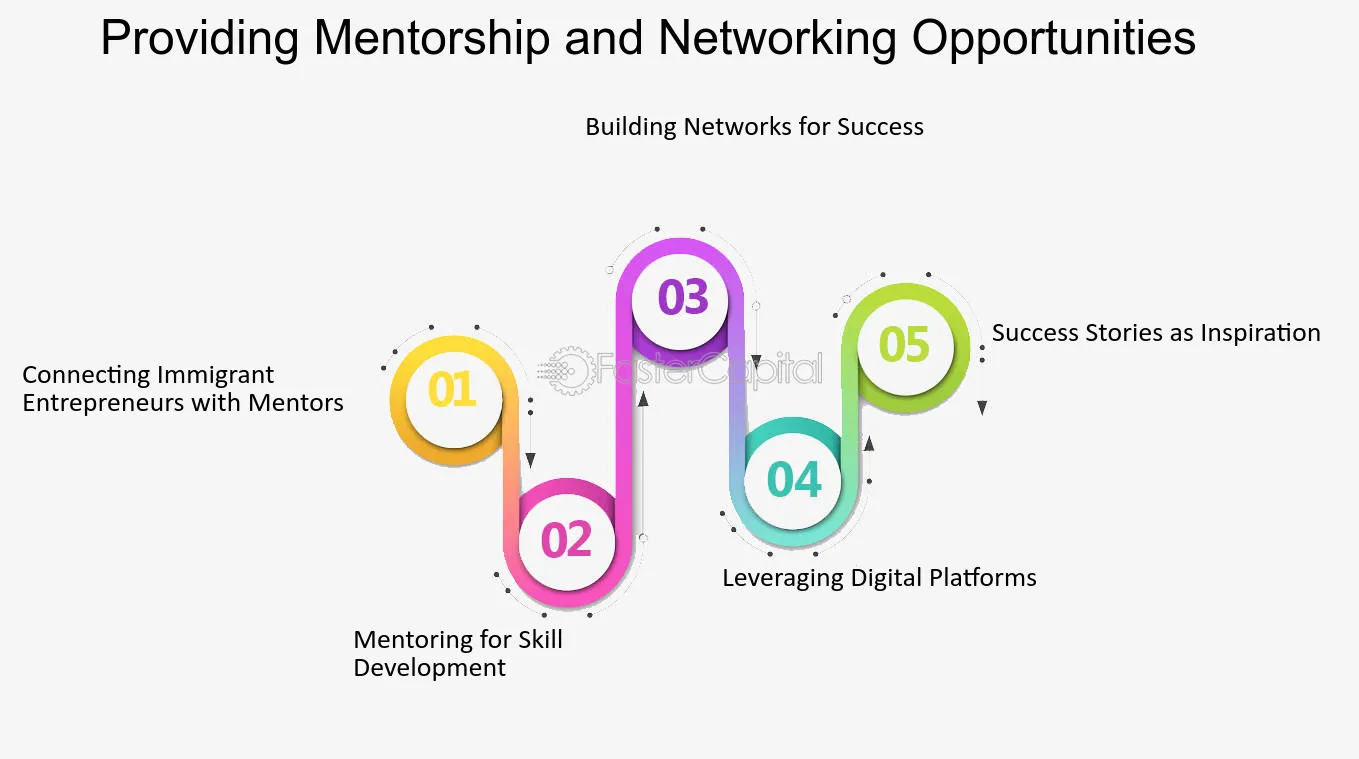 Providing Mentorship and Networking Opportunities
Building Networks for Success
03
05
Success Stories as Inspiration
FasterCapital
Connecting Immigrant
Entrepreneurs with Mentors
01
04
02
Leveraging Digital Platforms
Mentoring for Skill
Development